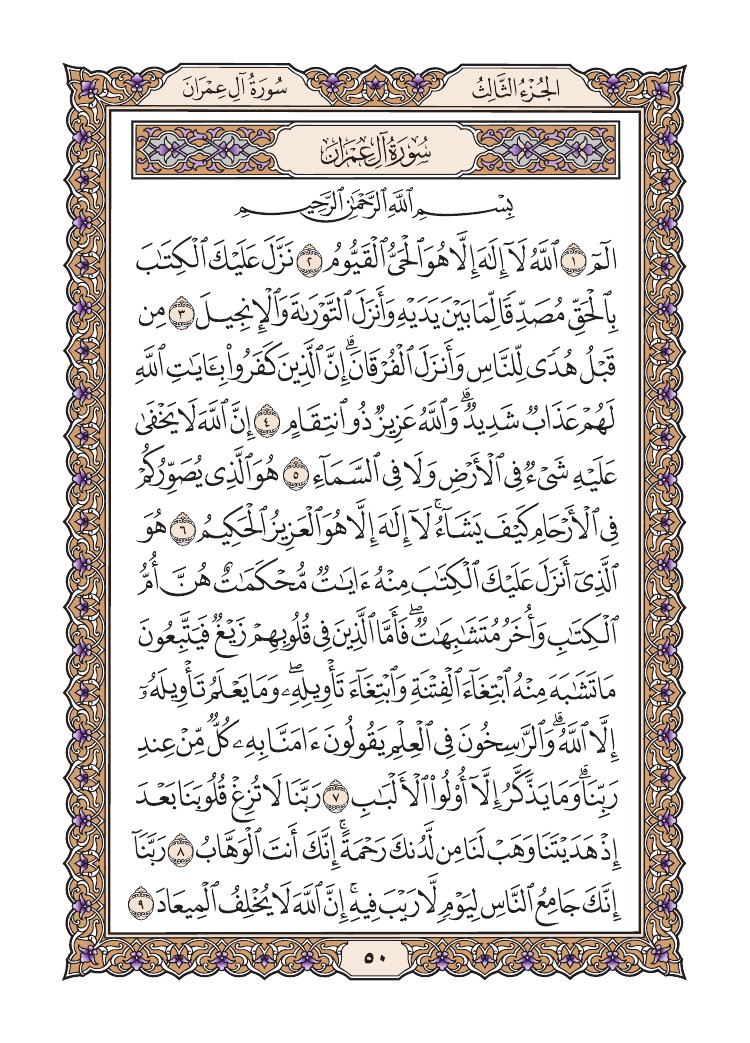 الجُزْءُ الثَّالِثُ
سُورَةُ آلِ عِمْرَانَ
سُورَةُ آلِ عِمْرَانَ
بِسْمِ ٱللَّهِ ٱلرَّحْمَٰنِ ٱلرَّحِيمِ
الٓمٓ ١ ٱللَّهُ لَآ إِلَٰهَ إِلَّا هُوَ ٱلْحَىُّ ٱلْقَيُّومُ ٢ نَزَّلَ عَلَيْكَ ٱلْكِتَٰبَ
بِٱلْحَقِّ مُصَدِّقًا لِّمَا بَيْنَ يَدَيْهِ وَأَنزَلَ ٱلتَّوْرَىٰةَ وَٱلْإِنجِيلَ ٣ مِن
قَبْلُ هُدًى لِّلنَّاسِ وَأَنزَلَ ٱلْفُرْقَانَۗ إِنَّ ٱلَّذِينَ كَفَرُوا۟ بِـَٔايَٰتِ ٱللَّهِ
لَهُمْ عَذَابٌ شَدِيدٌۗ وَٱللَّهُ عَزِيزٌ ذُو ٱنتِقَامٍ ٤ إِنَّ ٱللَّهَ لَا يَخْفَىٰ
عَلَيْهِ شَىْءٌ فِى ٱلْأَرْضِ وَلَا فِى ٱلسَّمَآءِ ٥ هُوَ ٱلَّذِى يُصَوِّرُكُمْ
فِى ٱلْأَرْحَامِ كَيْفَ يَشَآءُۚ لَآ إِلَٰهَ إِلَّا هُوَ ٱلْعَزِيزُ ٱلْحَكِيمُ ٦ هُوَ
ٱلَّذِىٓ أَنزَلَ عَلَيْكَ ٱلْكِتَٰبَ مِنْهُ ءَايَٰتٌ مُّحْكَمَٰتٌ هُنَّ أُمُّ
ٱلْكِتَٰبِ وَأُخَرُ مُتَشَٰبِهَٰتٌۖ فَأَمَّا ٱلَّذِينَ فِى قُلُوبِهِمْ زَيْغٌ فَيَتَّبِعُونَ
مَا تَشَٰبَهَ مِنْهُ ٱبْتِغَآءَ ٱلْفِتْنَةِ وَٱبْتِغَآءَ تَأْوِيلِهِۦۖ وَمَا يَعْلَمُ تَأْوِيلَهُۥٓ
إِلَّا ٱللَّهُۗ وَٱلرَّٰسِخُونَ فِى ٱلْعِلْمِ يَقُولُونَ ءَامَنَّا بِهِۦ كُلٌّ مِّنْ عِندِ
رَبِّنَاۗ وَمَا يَذَّكَّرُ إِلَّآ أُو۟لُوا۟ ٱلْأَلْبَٰبِ ٧ رَبَّنَا لَا تُزِغْ قُلُوبَنَا بَعْدَ
إِذْ هَدَيْتَنَا وَهَبْ لَنَا مِن لَّدُنكَ رَحْمَةًۚ إِنَّكَ أَنتَ ٱلْوَهَّابُ ٨ رَبَّنَآ
إِنَّكَ جَامِعُ ٱلنَّاسِ لِيَوْمٍ لَّا رَيْبَ فِيهِۚ إِنَّ ٱللَّهَ لَا يُخْلِفُ ٱلْمِيعَادَ ٩
٥٠